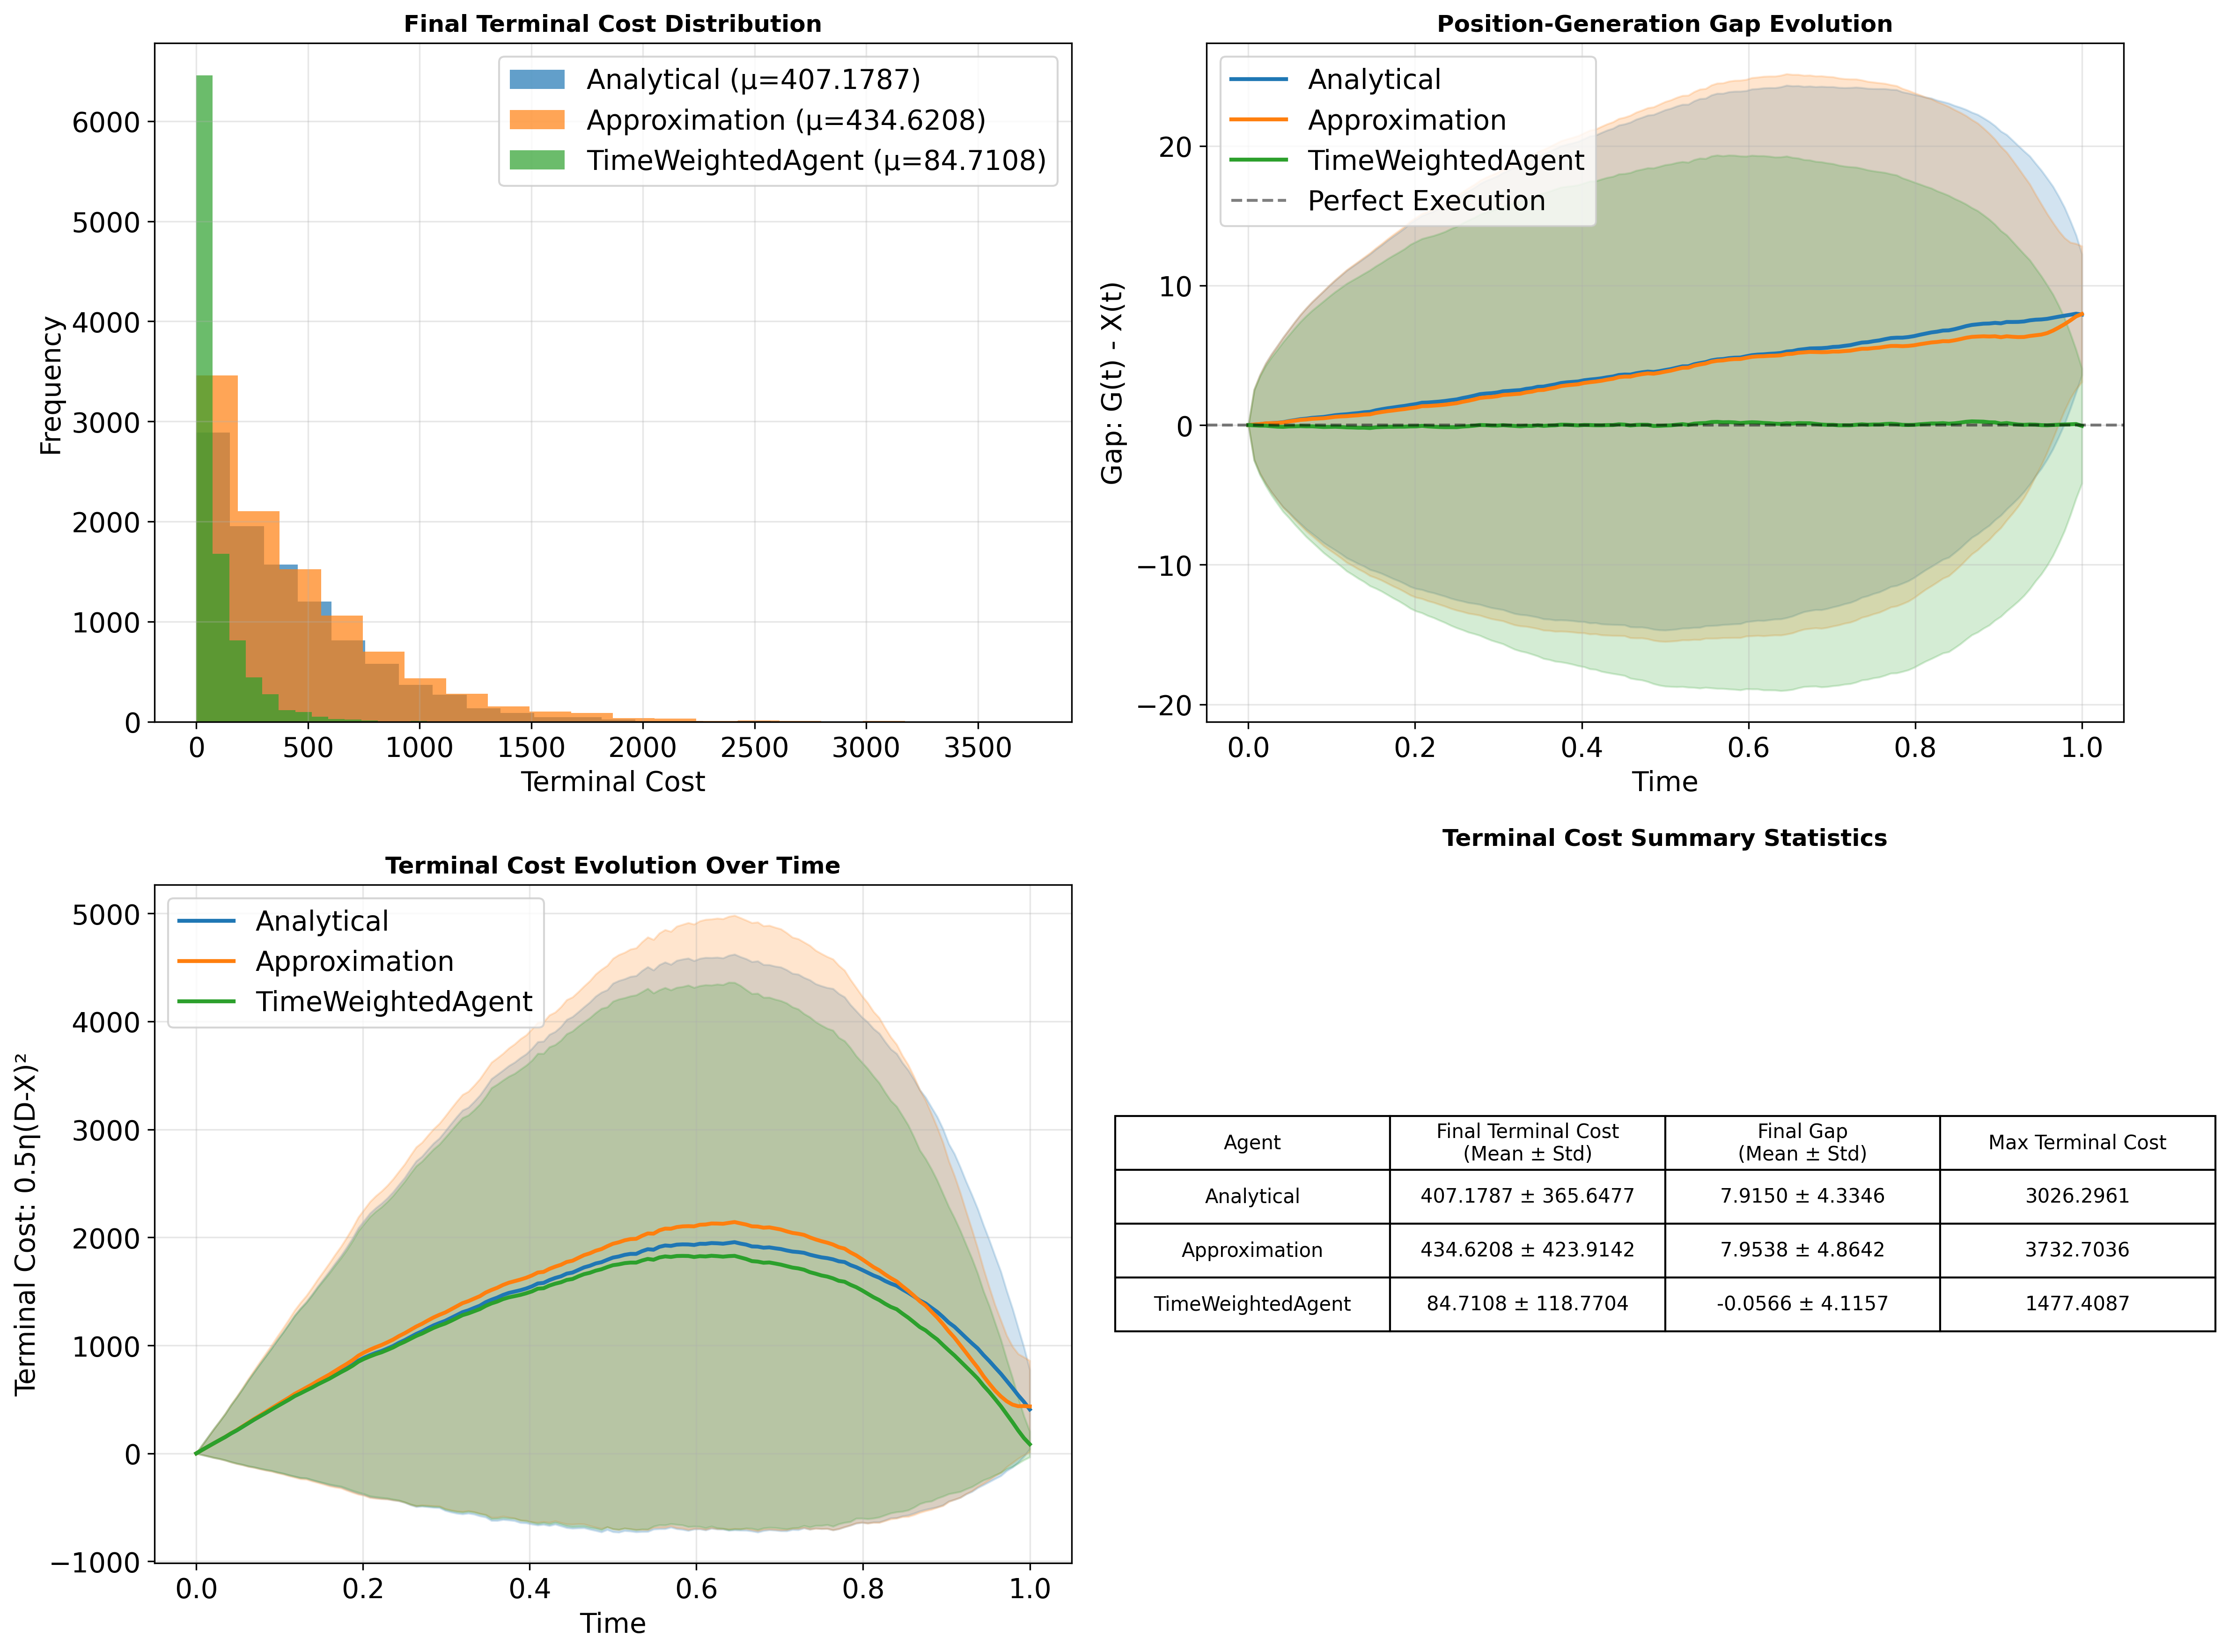 Final Terminal Cost Distribution
Analytical (μ=407.1787)
Approximation (μ=434.6208)
TimeWeightedAgent (μ=84.7108)
Frequency
6000
5000
4000
3000
2000
1000
0
0 500 1000 1500 2000 2500 3000 3500
Terminal Cost
Position-Generation Gap Evolution
Analytical
Approximation
TimeWeightedAgent
Perfect Execution
Gap: G(t) - X(t)
20
10
0
−10
−20
0.0 0.2 0.4 0.6 0.8 1.0
Time
Terminal Cost Evolution Over Time
Analytical
Approximation
TimeWeightedAgent
Terminal Cost: 0.5η(D-X)²
5000
4000
3000
2000
1000
0
−1000
0.0 0.2 0.4 0.6 0.8 1.0
Time
Terminal Cost Summary Statistics
Agent Final Terminal Cost (Mean ± Std) Final Gap (Mean ± Std) Max Terminal Cost
Analytical 407.1787 ± 365.6477 7.9150 ± 4.3346 3026.2961
Approximation 434.6208 ± 423.9142 7.9538 ± 4.8642 3732.7036
TimeWeightedAgent 84.7108 ± 118.7704 -0.0566 ± 4.1157 1477.4087